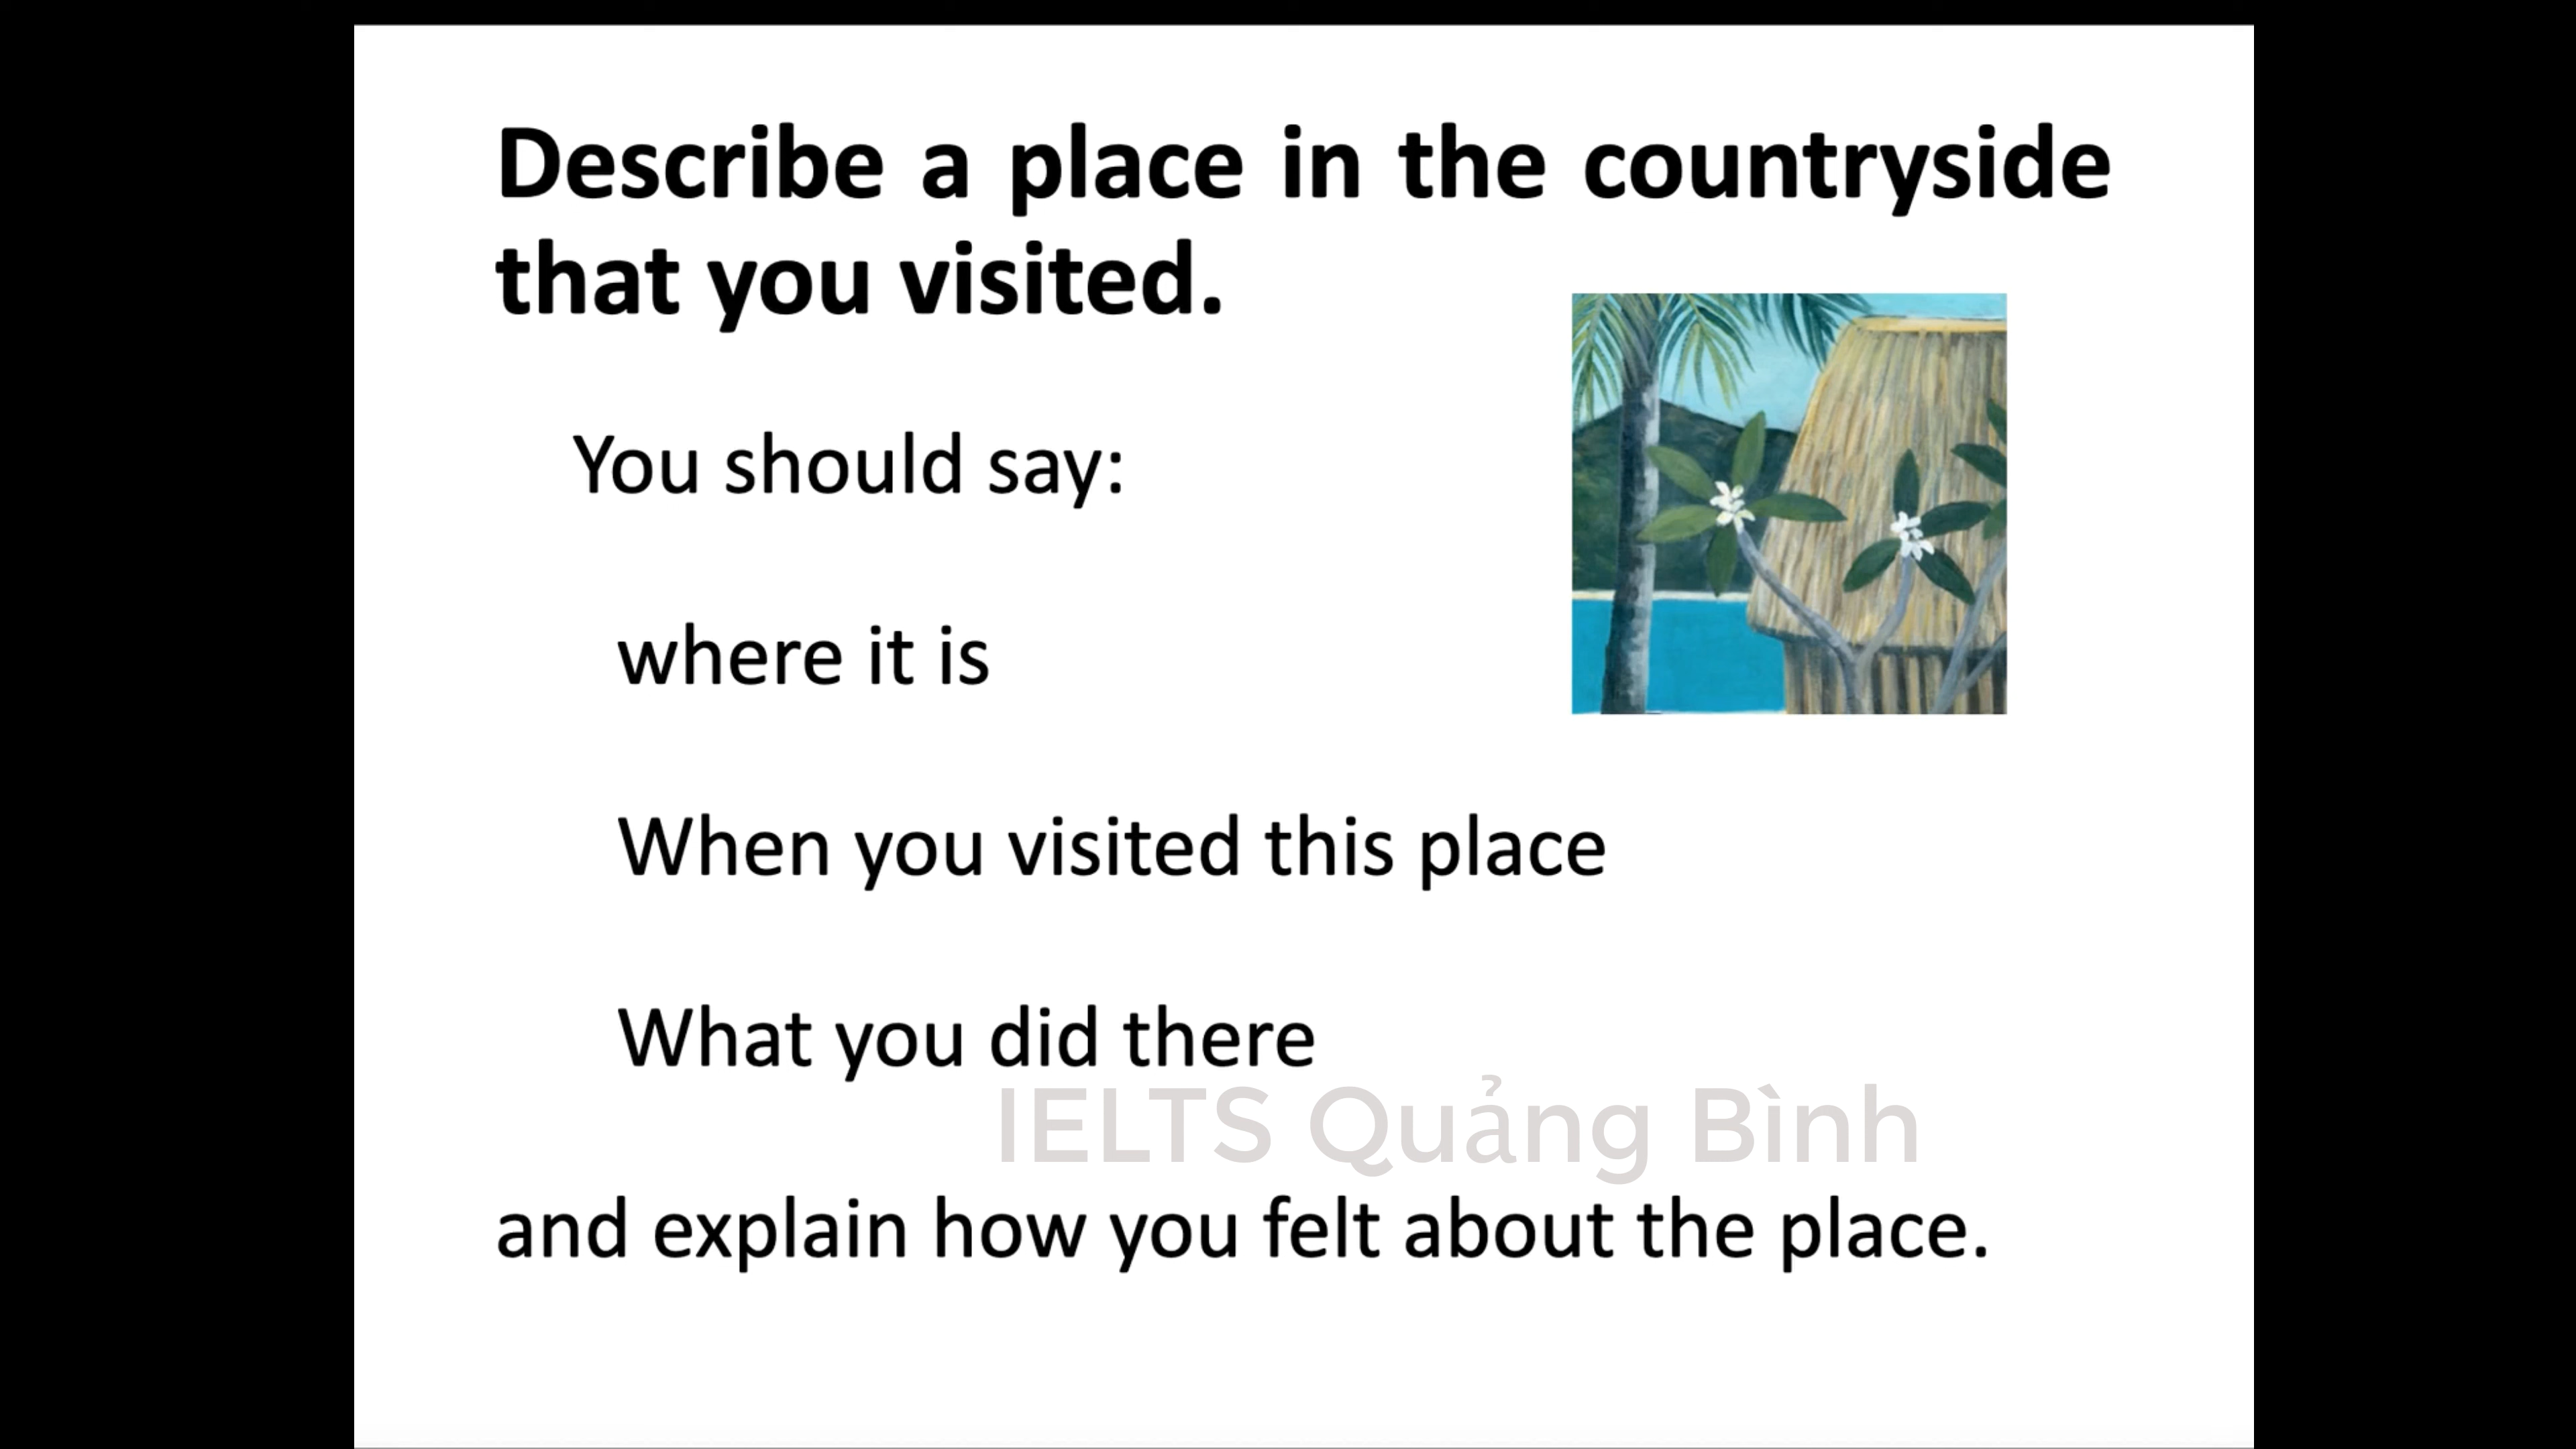 Describe a place in the countryside
that you visited.
You should say:
where it is
When you visited this place
What you did there
IELTS Quảng Bình
and explain how you felt about the place.